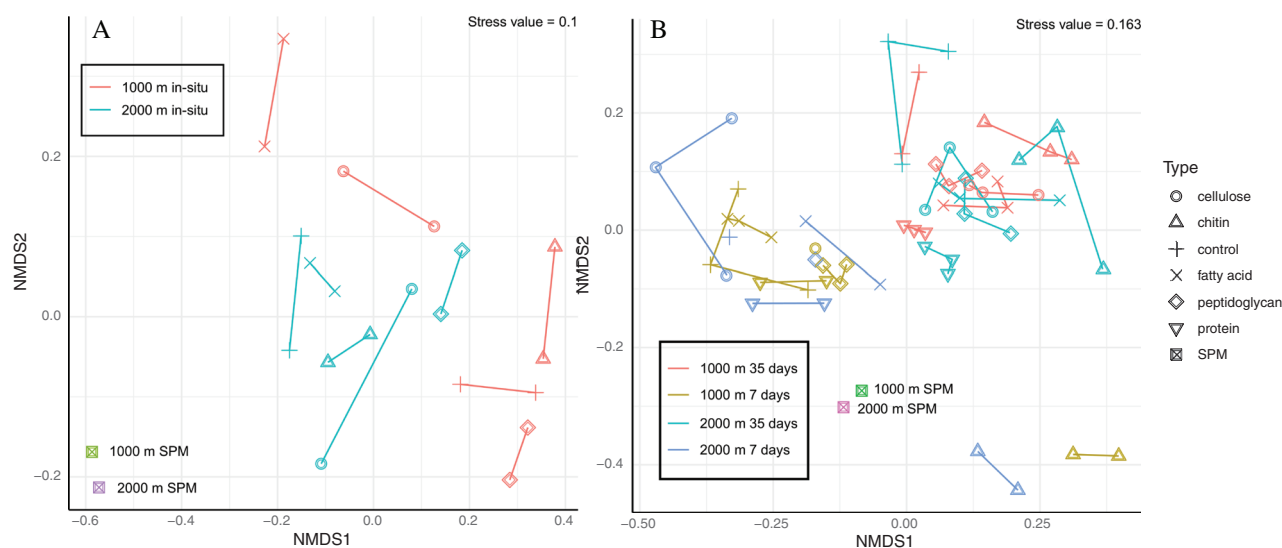 A
Stress value = 0.1
1000 m in-situ
2000 m in-situ
1000 m SPM
2000 m SPM
NMDS2
0.2
0.0
−0.2
−0.6
−0.4
−0.2
0.0
0.2
0.4
NMDS1
B
Stress value = 0.163
1000 m 35 days
1000 m 7 days
2000 m 35 days
2000 m 7 days
1000 m SPM
2000 m SPM
NMDS2
0.2
0.0
−0.2
−0.4
−0.50
−0.25
0.00
0.25
NMDS1
Type
cellulose
chitin
control
fatty acid
peptidoglycan
protein
SPM